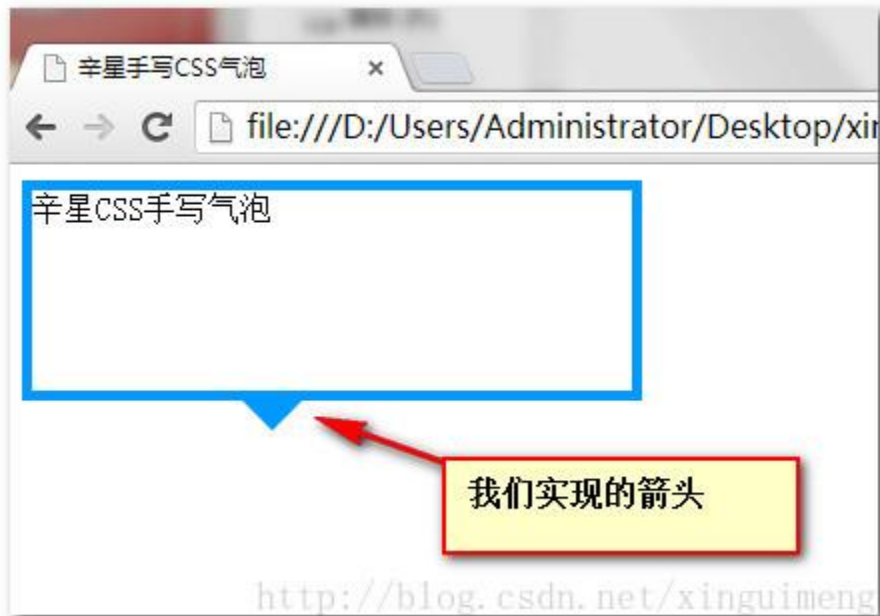 辛星手写CSS气泡
file:///D:/Users/Administrator/Desktop/xin
辛星CSS手写气泡
我们实现的箭头
http://blog.csdn.net/xinguimeng